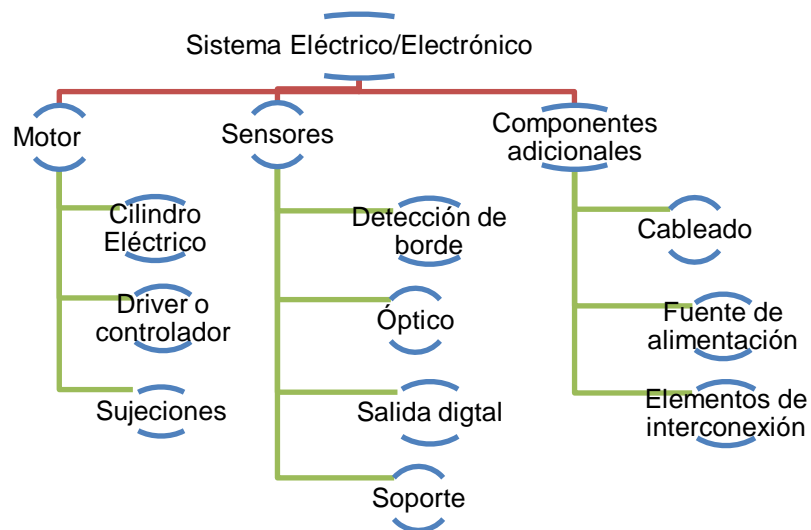 Sistema Eléctrico/Electrónico
Motor
Cilindro
Eléctrico
Driver o
controlador
Sujeciones
Sensores
Detección de
borde
Óptico
Salida digtal
Soporte
Componentes
adicionales
Cableado
Fuente de
alimentación
Elementos de
interconexión